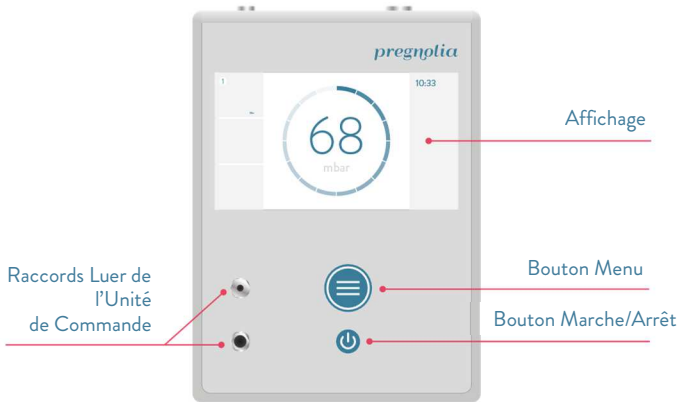 pregnolia
1
10:33
68
mbar
Affichage
Raccords Luer de
l'Unité
de Commande
Bouton Menu
Bouton Marche/Arrêt